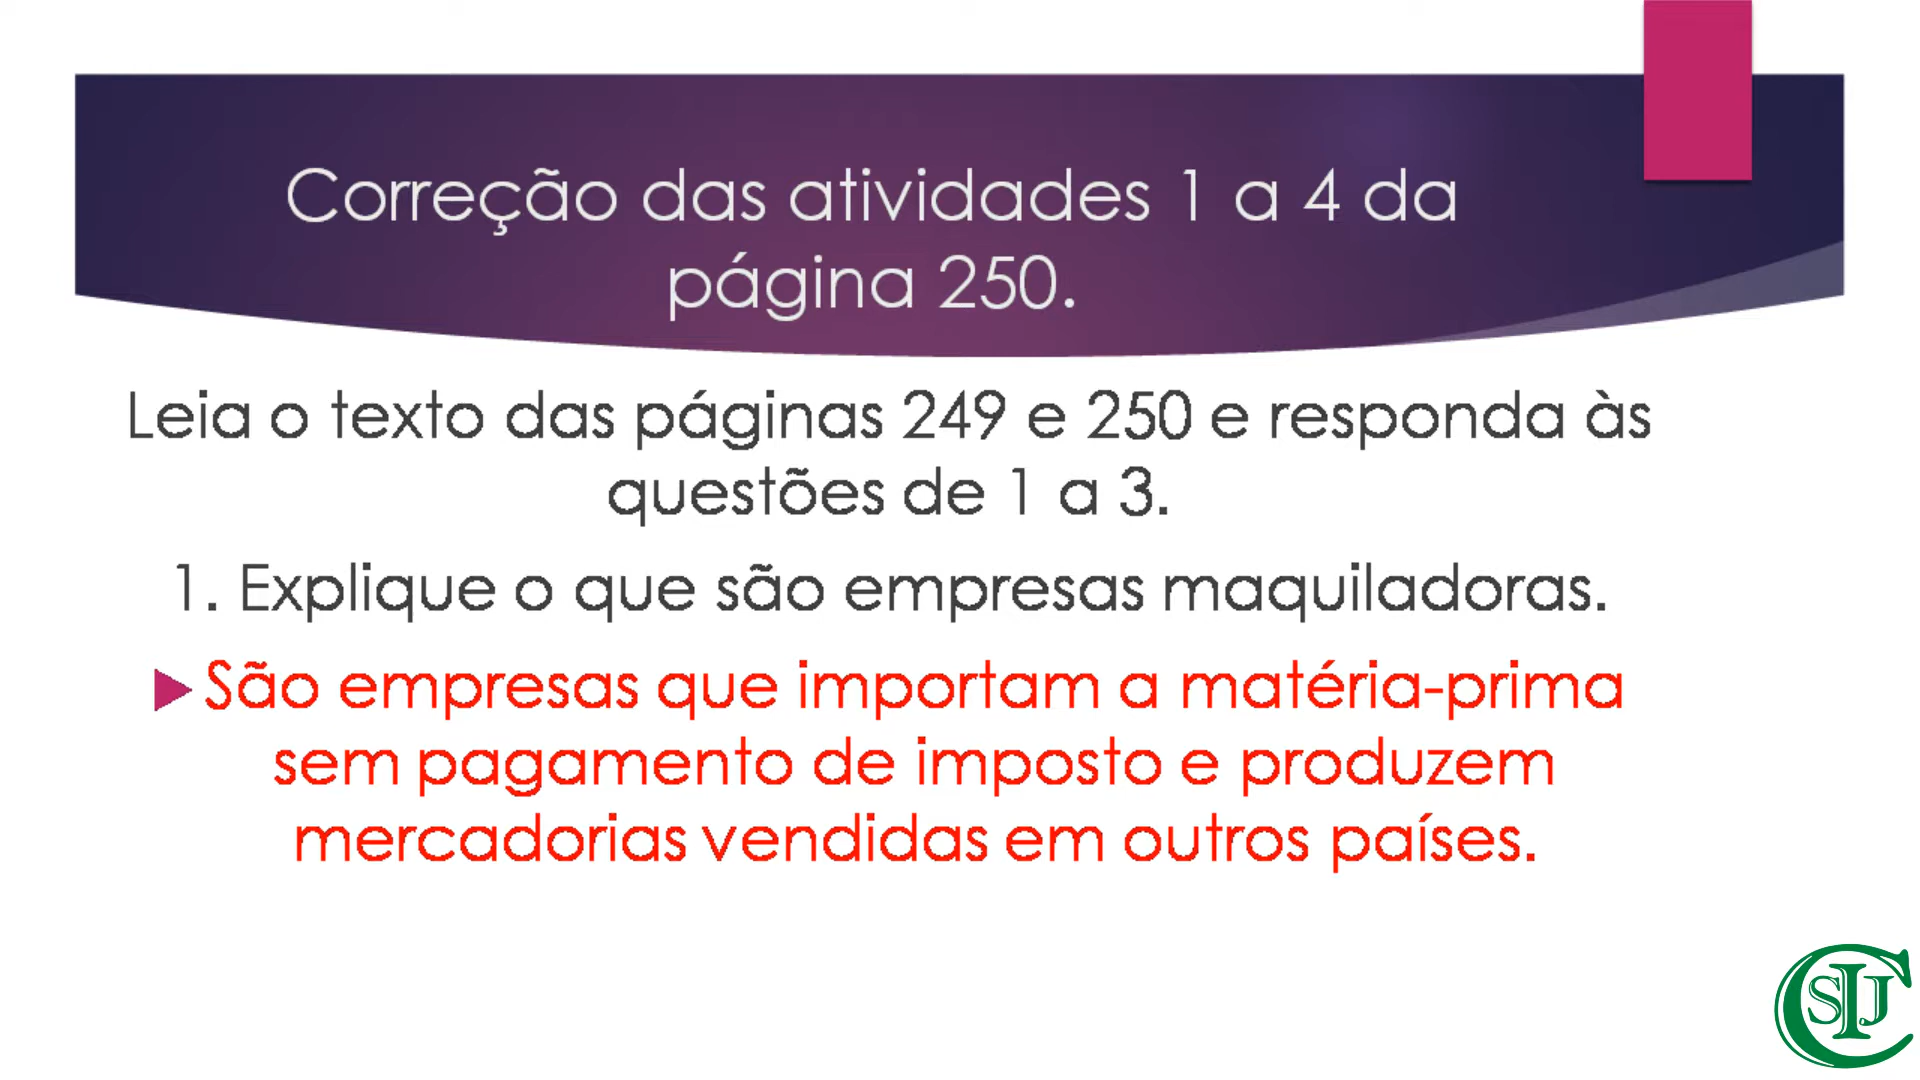 Correção das atividades 1 a 4 da
página 250.
Leia o texto das páginas 249 e 250 e responda às
questões de 1 a 3.
1. Explique o que são empresas maquiladoras.
São empresas que importam a matéria-prima
sem pagamento de imposto e produzem
mercadorias vendidas em outros países.
CSIJ